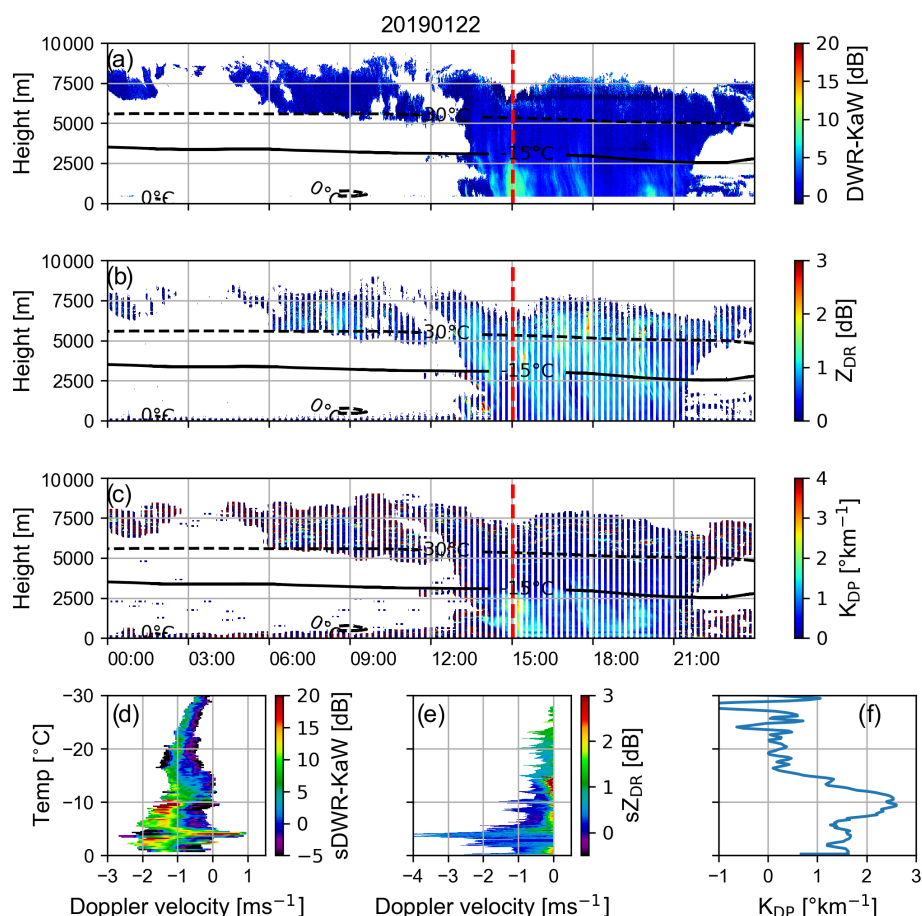 20190122
(a)
10000
7500
5000
2500
0
Height [m]
-15°C
0°C
0°C
20
15
10
5
0
DWR-KaW [dB]
(b)
10000
7500
5000
2500
0
Height [m]
-30°C
-15°C
0°C
0°C
3
2
1
0
Z_DR [dB]
(c)
10000
7500
5000
2500
0
Height [m]
-30°C
-15°C
0°C
0°C
4
3
2
1
0
K_DP [°km⁻¹]
00:00 03:00 06:00 09:00 12:00 15:00 18:00 21:00
(d)
−30
−20
−10
0
Temp [°C]
−3 −2 −1 0 1
Doppler velocity [ms⁻¹]
20
15
10
5
0
−5
sDWR-KaW [dB]
(e)
−4 −3 −2 −1 0
Doppler velocity [ms⁻¹]
3
2
1
0
sZ_DR [dB]
(f)
−1 0 1 2 3
K_DP [°km⁻¹]